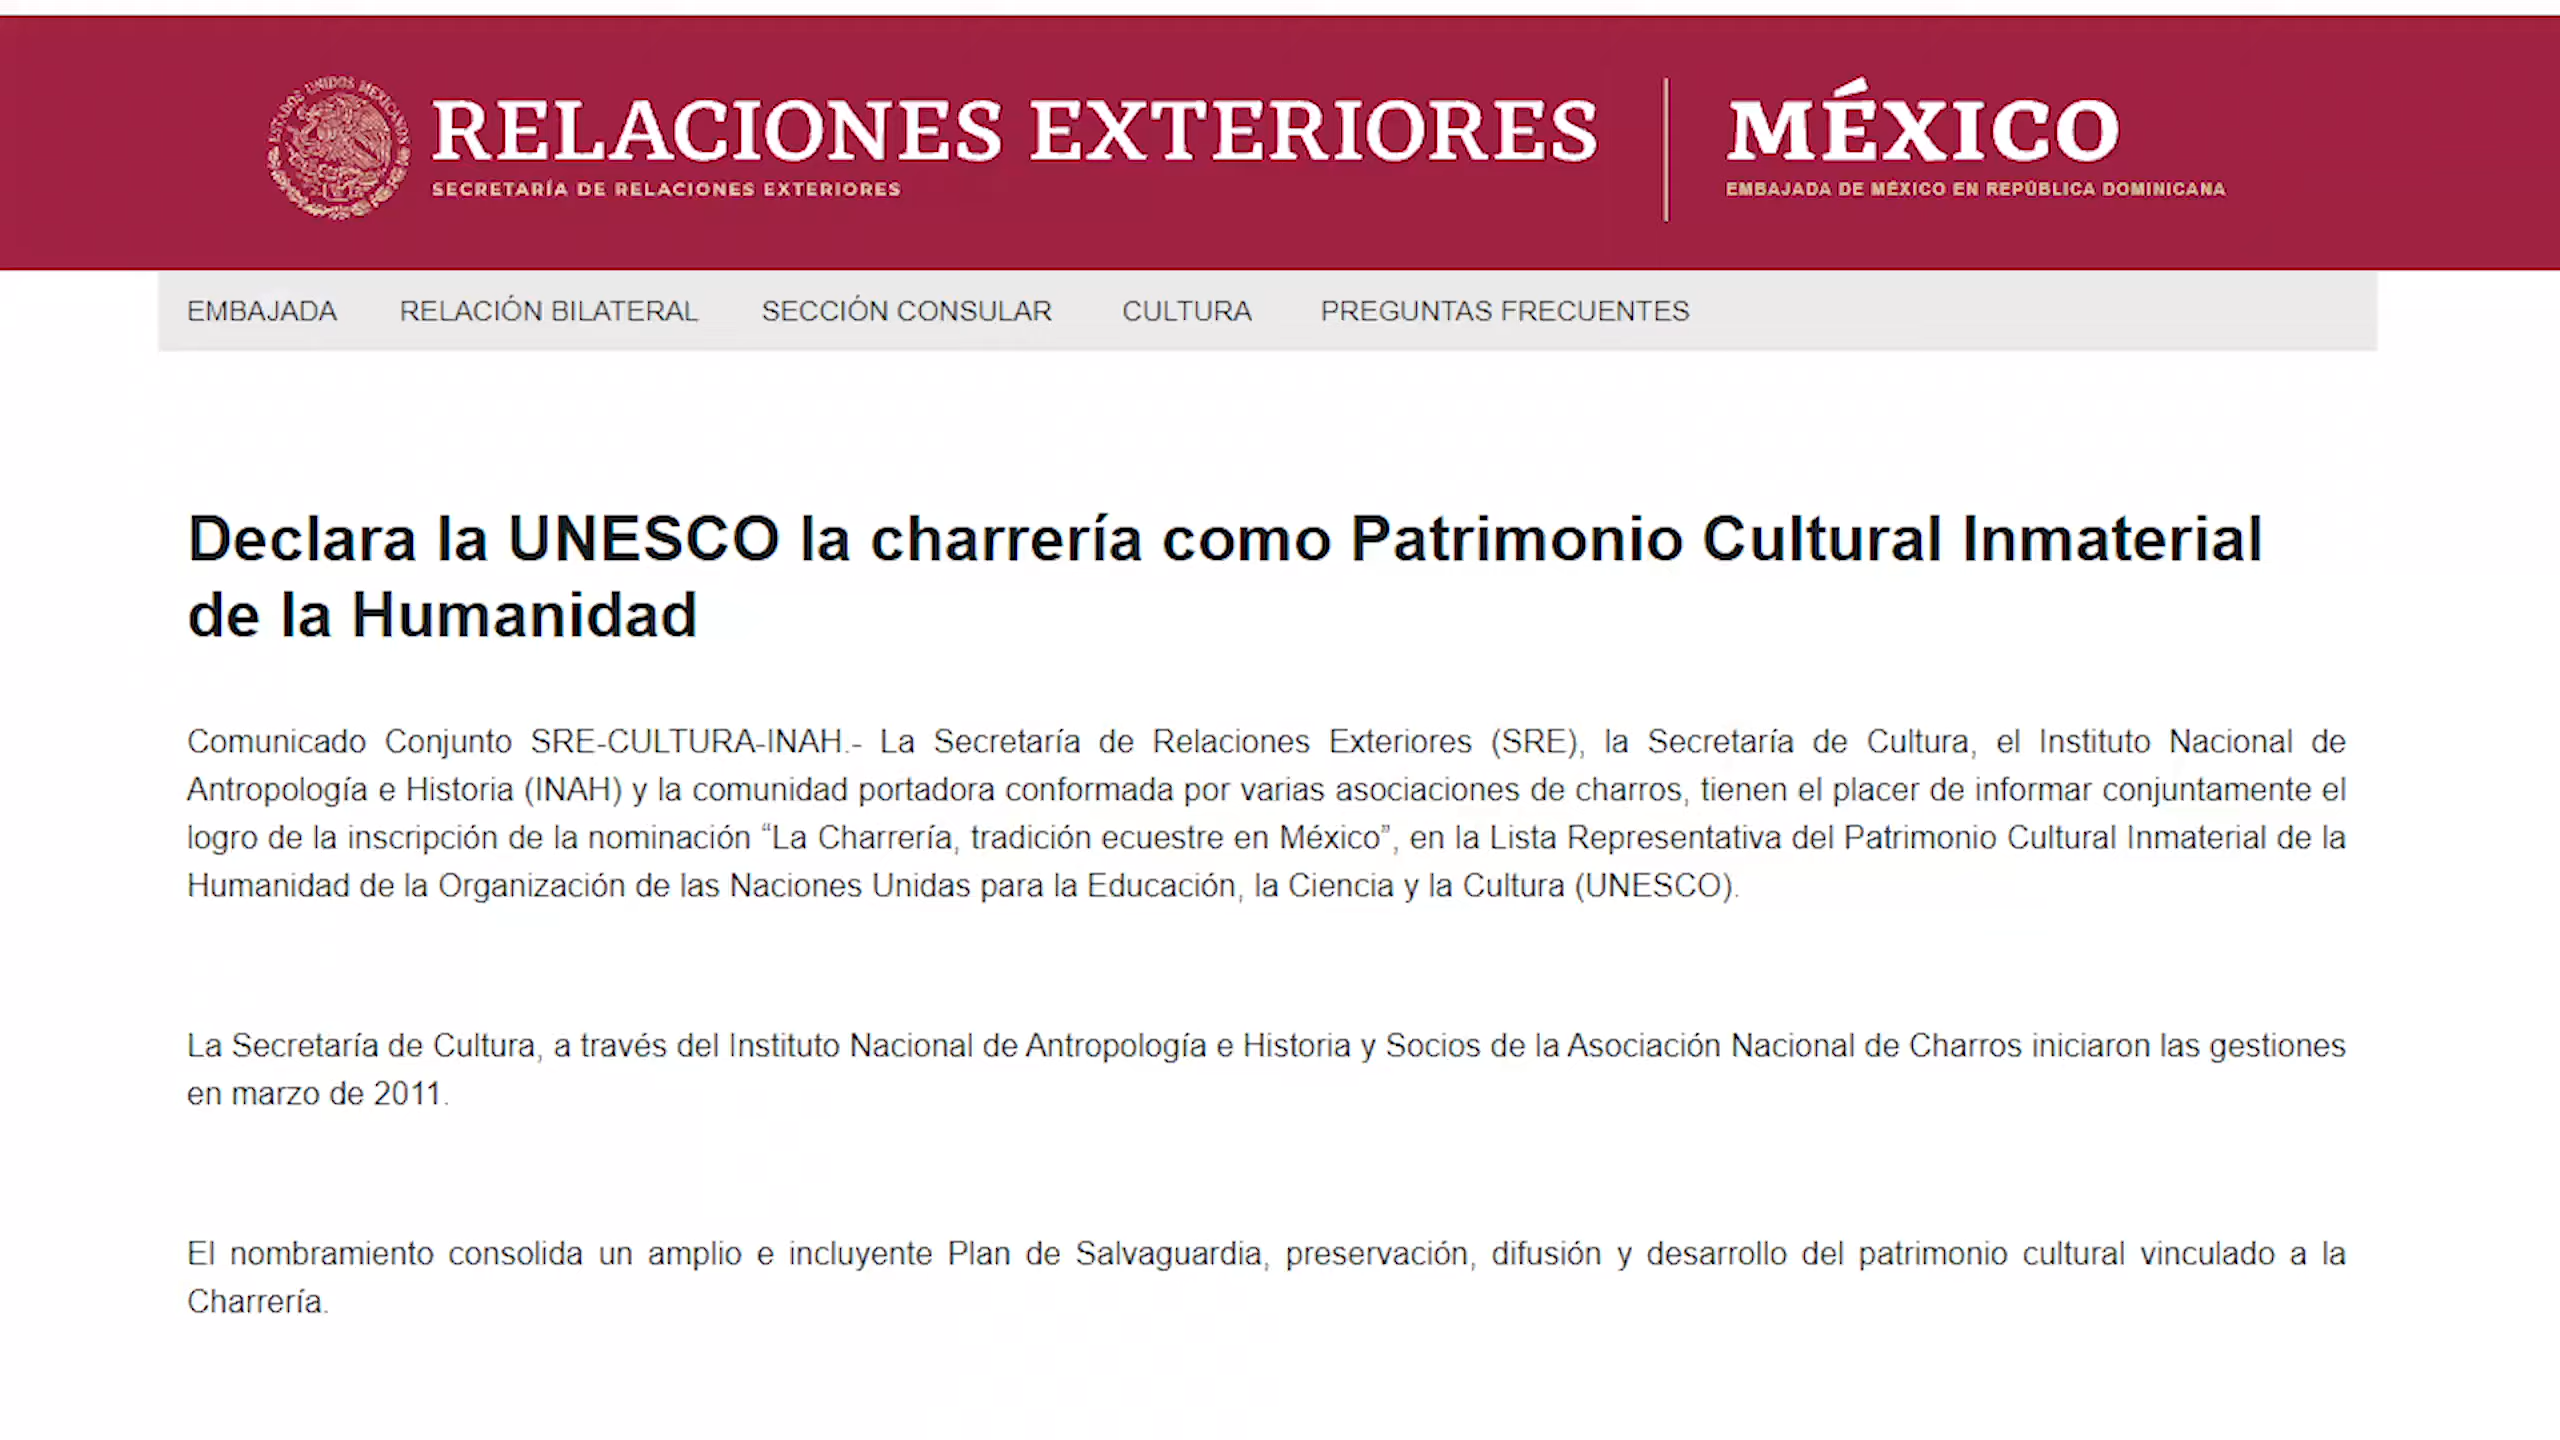 ESTADOS UNIDOS MEXICANOS
RELACIONES EXTERIORES
SECRETARÍA DE RELACIONES EXTERIORES
MÉXICO
EMBAJADA DE MÉXICO EN REPÚBLICA DOMINICANA
EMBAJADA RELACIÓN BILATERAL SECCIÓN CONSULAR CULTURA PREGUNTAS FRECUENTES
Declara la UNESCO la charrería como Patrimonio Cultural Inmaterial
de la Humanidad
Comunicado Conjunto SRE-CULTURA-INAH.- La Secretaría de Relaciones Exteriores (SRE), la Secretaría de Cultura, el Instituto Nacional de
Antropología e Historia (INAH) y la comunidad portadora conformada por varias asociaciones de charros, tienen el placer de informar conjuntamente el
logro de la inscripción de la nominación “La Charrería, tradición ecuestre en México”, en la Lista Representativa del Patrimonio Cultural Inmaterial de la
Humanidad de la Organización de las Naciones Unidas para la Educación, la Ciencia y la Cultura (UNESCO).
La Secretaría de Cultura, a través del Instituto Nacional de Antropología e Historia y Socios de la Asociación Nacional de Charros iniciaron las gestiones
en marzo de 2011.
El nombramiento consolida un amplio e incluyente Plan de Salvaguardia, preservación, difusión y desarrollo del patrimonio cultural vinculado a la
Charrería.